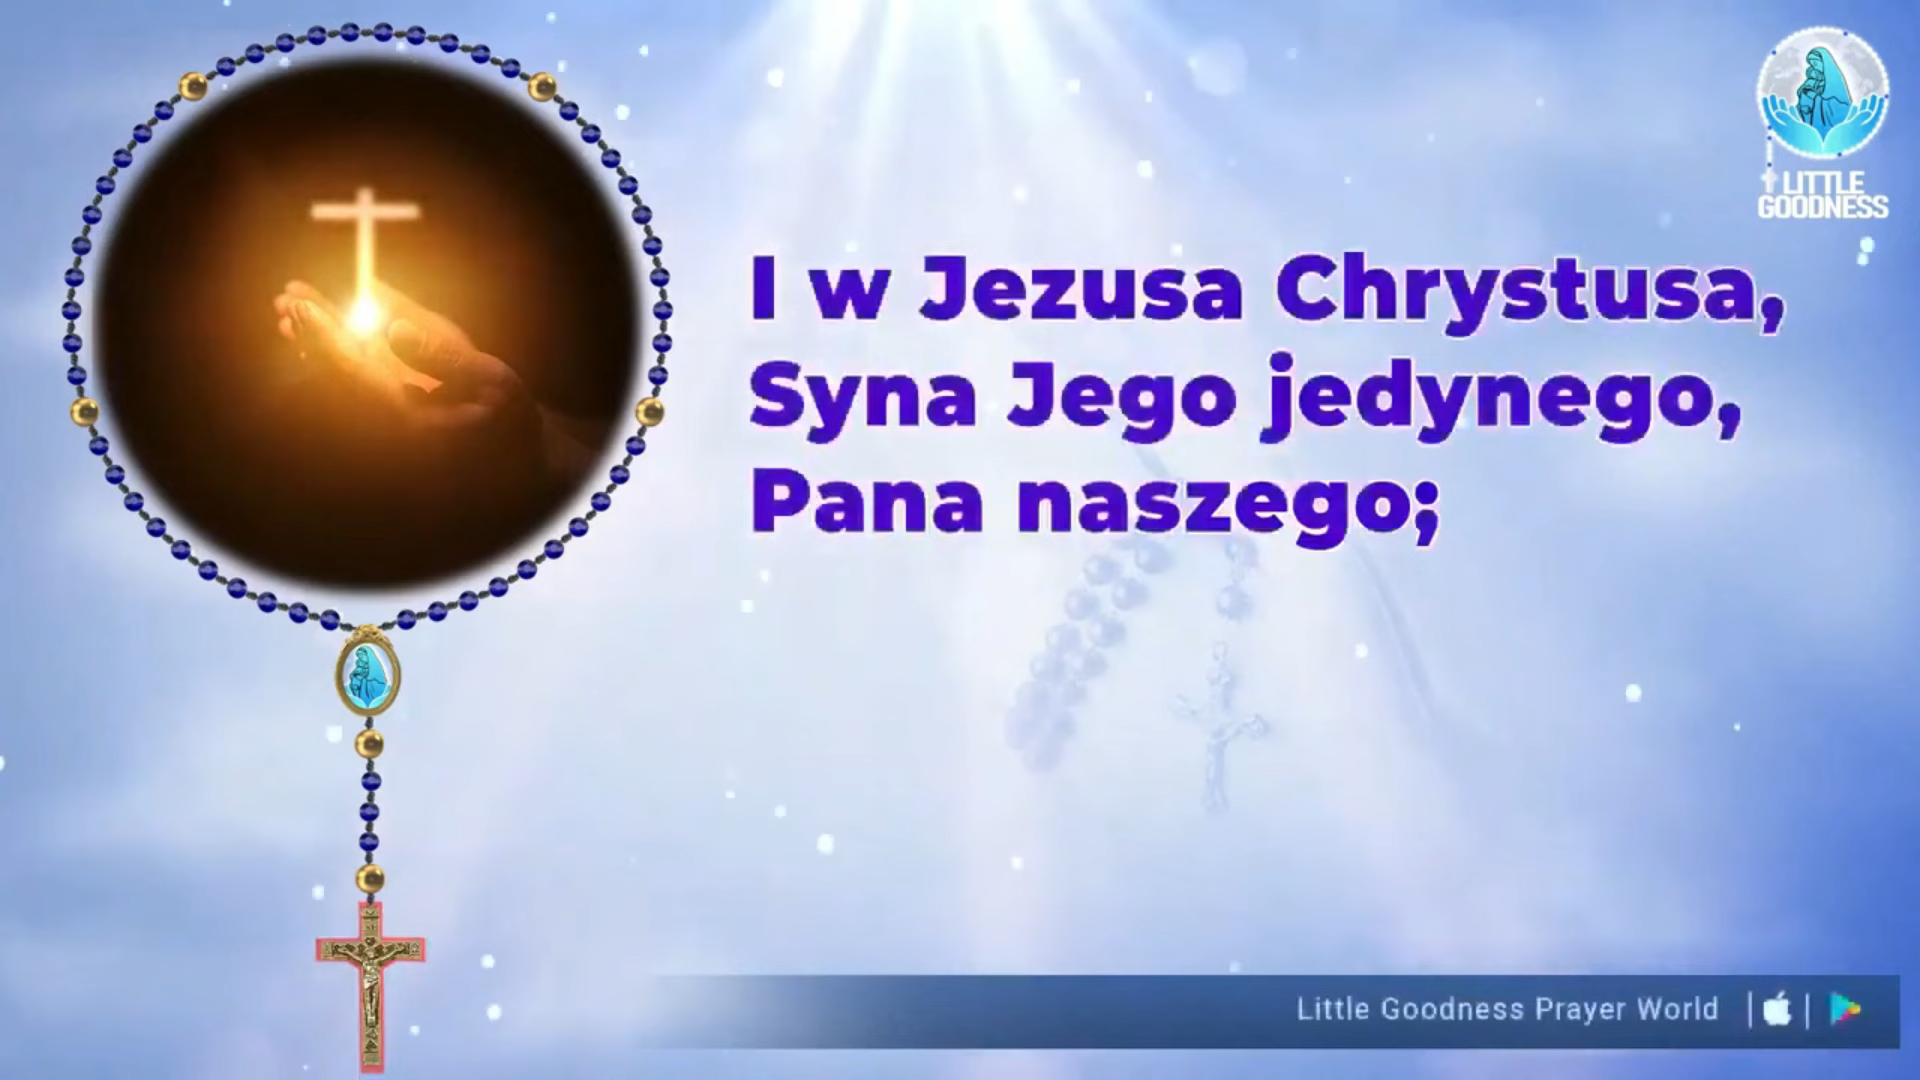 LITTLE
GOODNESS
I w Jezusa Chrystusa,
Syna Jego jedynego,
Pana naszego;
Little Goodness Prayer World